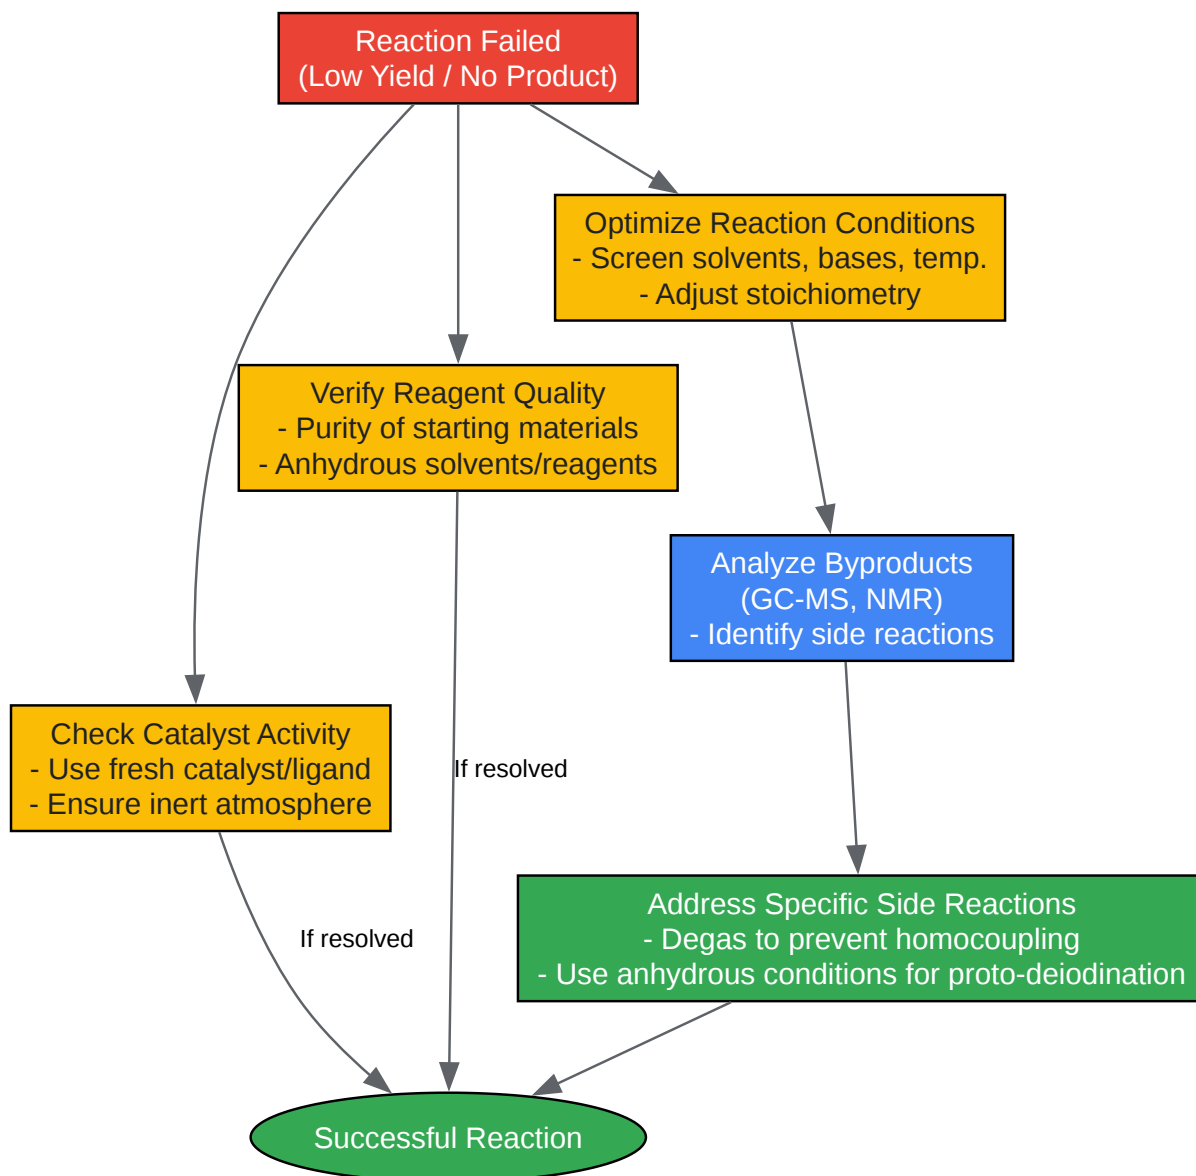 Reaction Failed
(Low Yield / No Product)
Optimize Reaction Conditions
- Screen solvents, bases, temp.
- Adjust stoichiometry
Verify Reagent Quality
- Purity of starting materials
- Anhydrous solvents/reagents
Analyze Byproducts
(GC-MS, NMR)
- Identify side reactions
Check Catalyst Activity
- Use fresh catalyst/ligand
- Ensure inert atmosphere
If resolved
Address Specific Side Reactions
- Degas to prevent homocoupling
- Use anhydrous conditions for proto-deiodination
If resolved
Successful Reaction